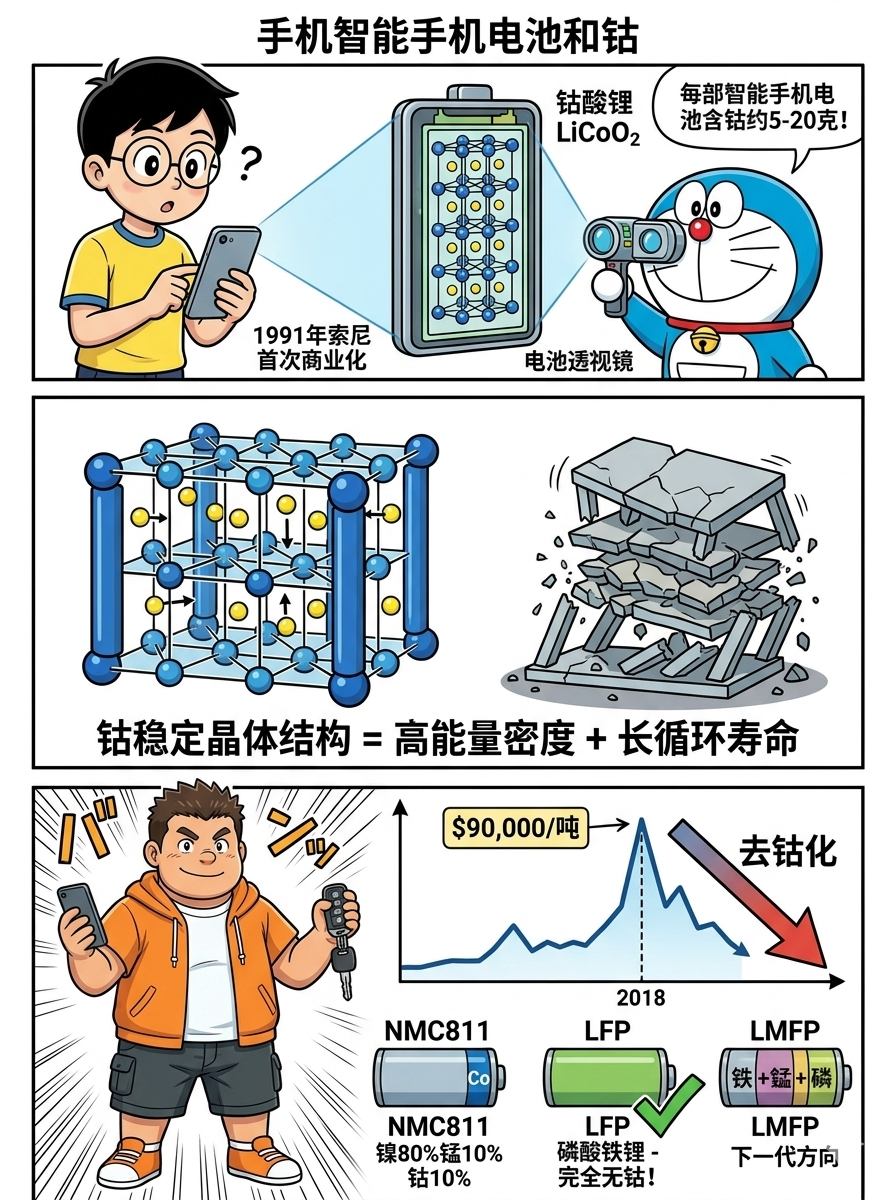 手机智能手机电池和钴
钴酸锂
LiCoO₂
每部智能手机电
池含钴约5-20克！
?
1991年索尼
首次商业化
电池透视镜
钴稳定晶体结构 = 高能量密度 + 长循环寿命
バンッ
$90,000/吨
去钴化
2018
NMC811
LFP
LMFP
Co
铁+錳+磷
NMC811
镍80%锰10%
钴10%
LFP
磷酸铁锂 -
完全无钴！
LMFP
下一代方向